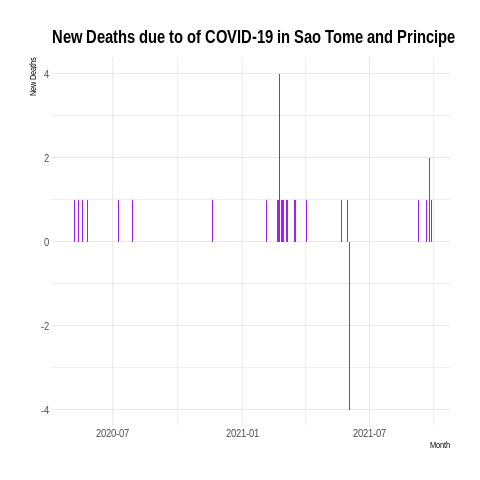 New Deaths due to of COVID-19 in Sao Tome and Principe
New Deaths
4
2
0
-2
-4
2020-07
2021-01
2021-07
Month